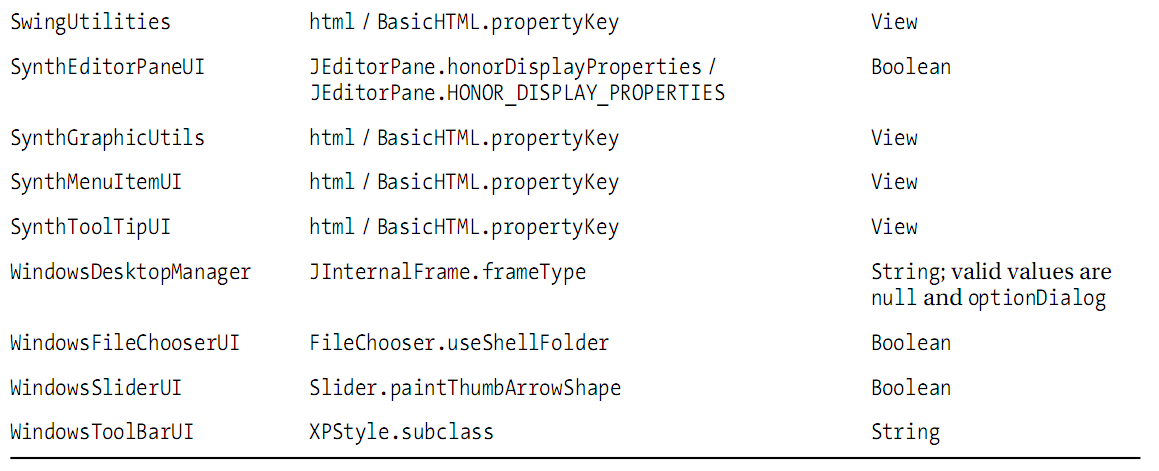 SwingUtilities html / BasicHTML.propertyKey View
SynthEditorPaneUI JEditorPane.honorDisplayProperties / Boolean
JEditorPane.HONOR_DISPLAY_PROPERTIES
SynthGraphicUtils html / BasicHTML.propertyKey View
SynthMenuItemUI html / BasicHTML.propertyKey View
SynthToolTipUI html / BasicHTML.propertyKey View
WindowsDesktopManager JInternalFrame.frameType String; valid values are
null and optionDialog
WindowsFileChooserUI FileChooser.useShellFolder Boolean
WindowsSliderUI Slider.paintThumbArrowShape Boolean
WindowsToolBarUI XPStyle.subclass String